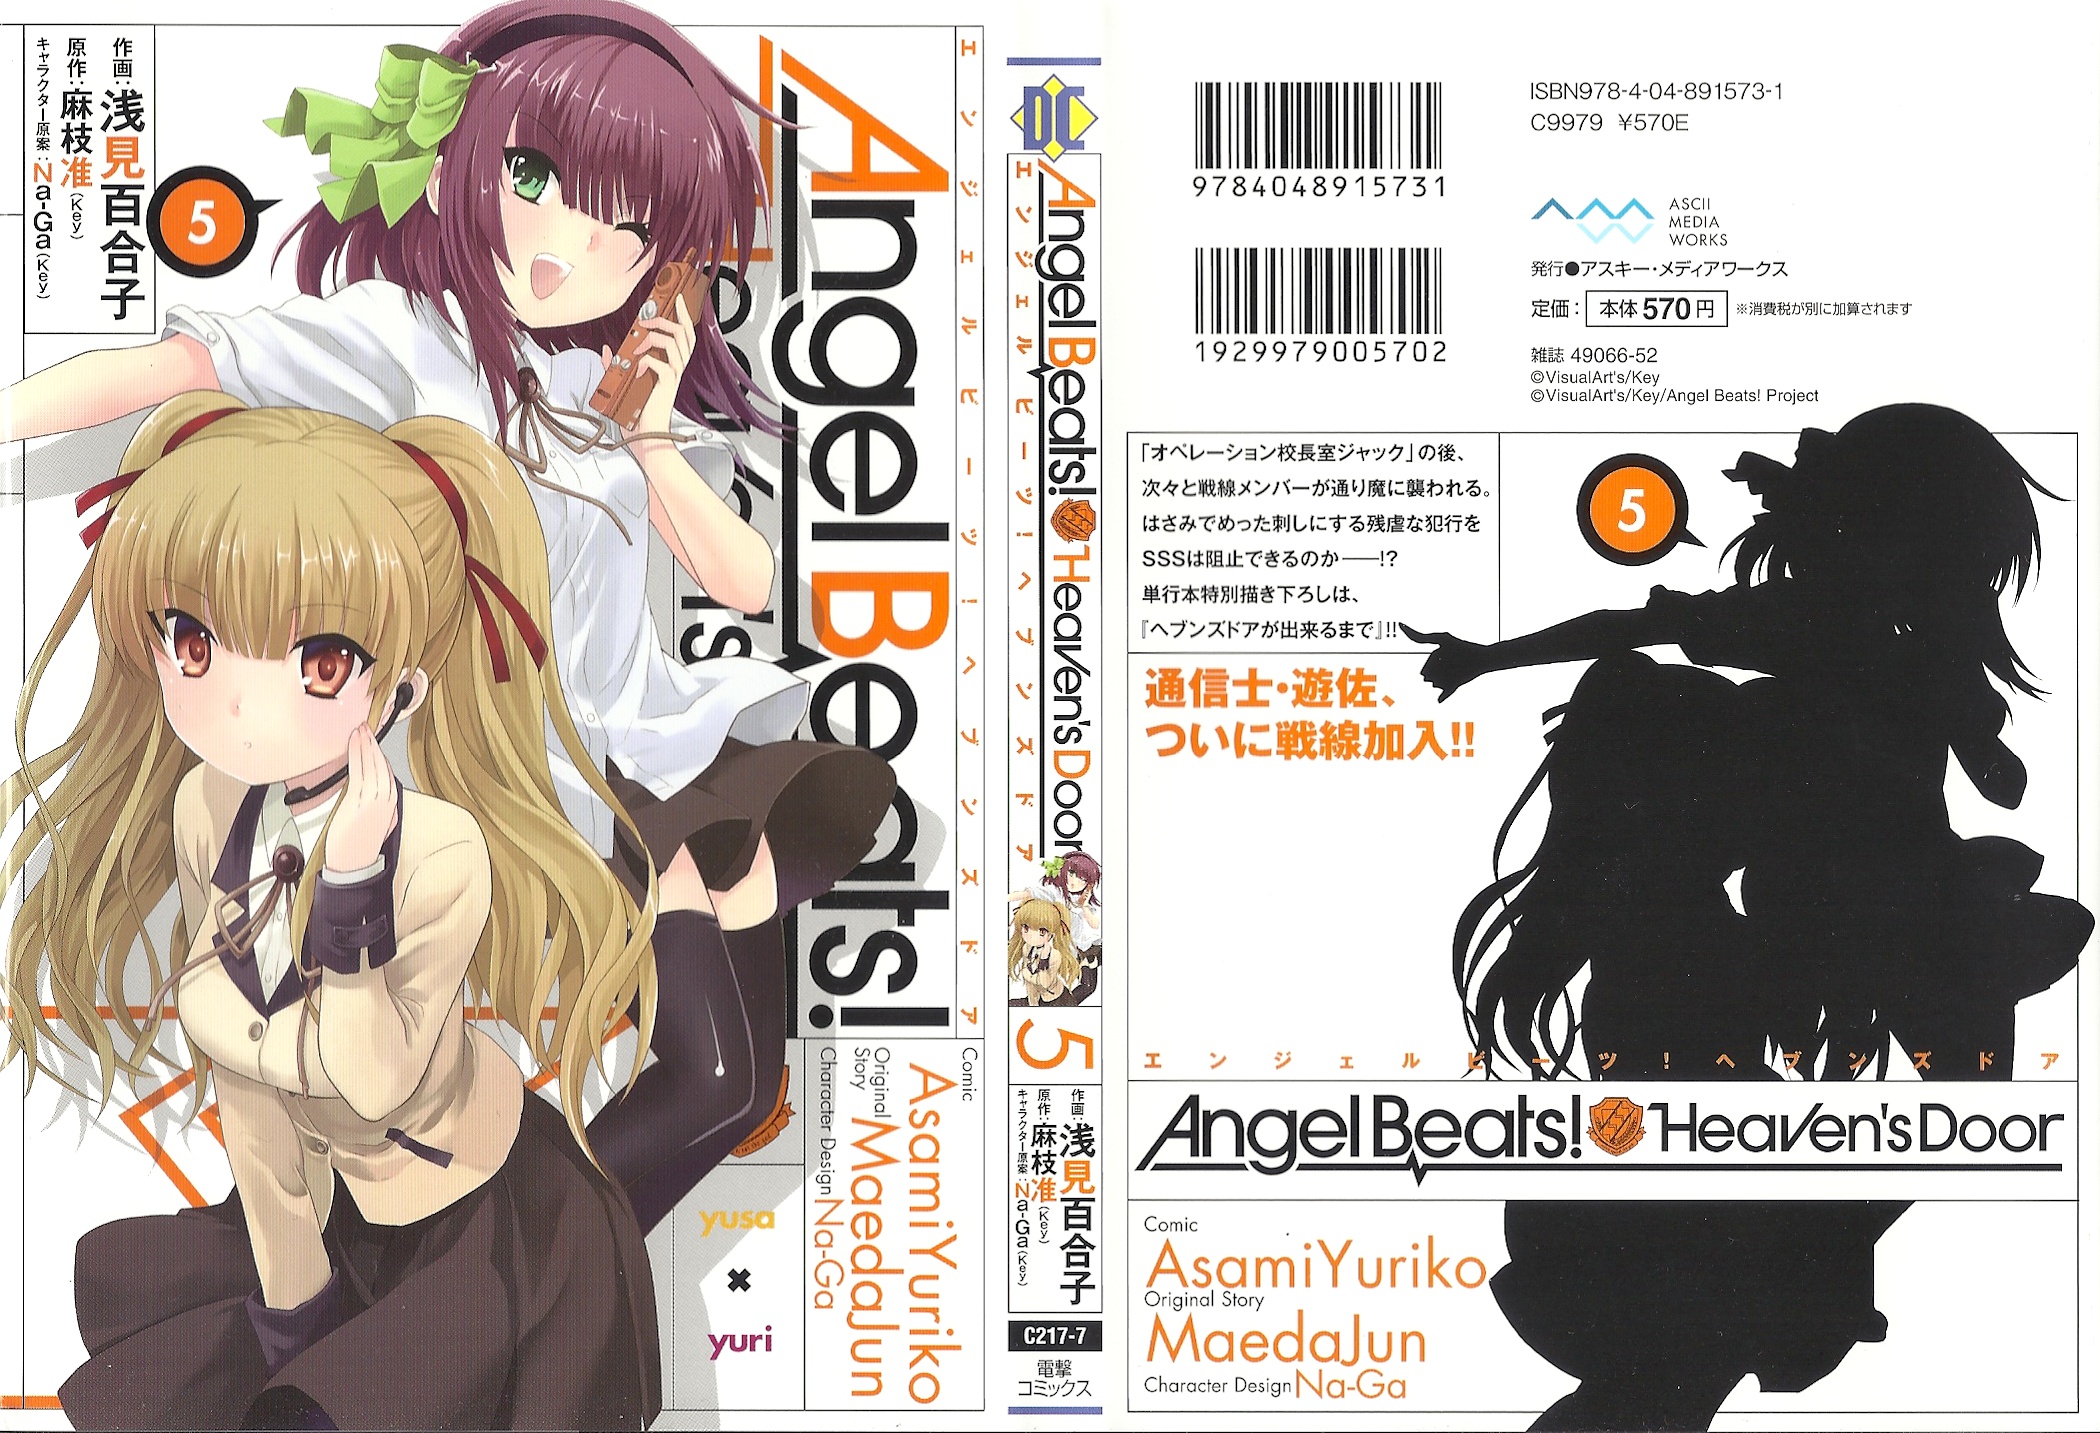 作画:浅見百合子
原作:麻枝准(Key)
キャラクター原案:Na-Ga(Key)
5
Angel Beats!
エンジェルビーツ!ヘブンズドア
Comic
AsamiYuriko
Original Story
MaedaJun
Character Design
Na-Ga
yusa
×
yuri
DC
エンジェルビーツ!ヘブンズドア
Angel Beats! Heaven's Door
5
作画:浅見百合子
原作:麻枝准(Key)
キャラクター原案:Na-Ga(Key)
C217-7
電撃
コミックス
9784048915731
1929979005702
ISBN978-4-04-891573-1
C9979 ¥570E
ASCII
MEDIA
WORKS
発行●アスキー・メディアワークス
定価:本体570円 ※消費税が別に加算されます
雑誌 49066-52
©VisualArt's/Key
©VisualArt's/Key/Angel Beats! Project
「オペレーション校長室ジャック」の後、
次々と戦線メンバーが通り魔に襲われる。
はさみでめった刺しにする残虐な犯行を
SSSは阻止できるのか――!?
単行本特別描き下ろしは、
『ヘブンズドアが出来るまで』!!
5
通信士・遊佐、
ついに戦線加入!!
エンジェルビーツ!ヘブンズドア
Angel Beats! Heaven's Door
Comic
AsamiYuriko
Original Story
MaedaJun
Character Design Na-Ga